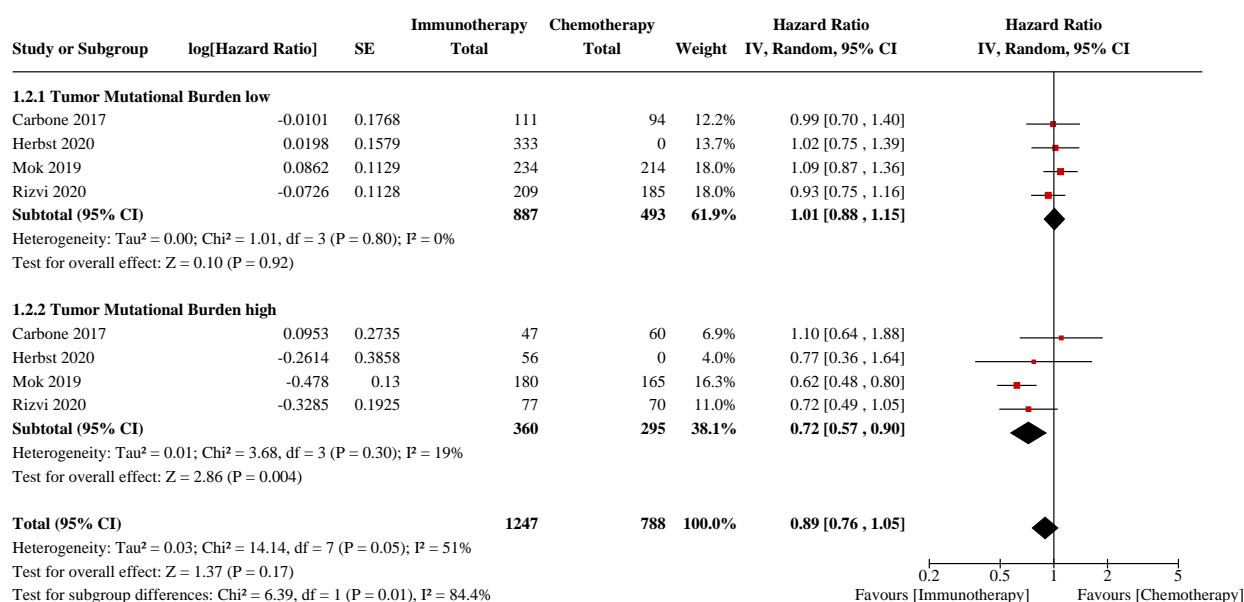 Immunotherapy Chemotherapy Hazard Ratio Hazard Ratio
Study or Subgroup log[Hazard Ratio] SE Total Total Weight IV, Random, 95% CI IV, Random, 95% CI
1.2.1 Tumor Mutational Burden low
Carbone 2017 -0.0101 0.1768 111 94 12.2% 0.99 [0.70 , 1.40]
Herbst 2020 0.0198 0.1579 333 0 13.7% 1.02 [0.75 , 1.39]
Mok 2019 0.0862 0.1129 234 214 18.0% 1.09 [0.87 , 1.36]
Rizvi 2020 -0.0726 0.1128 209 185 18.0% 0.93 [0.75 , 1.16]
Subtotal (95% CI) 887 493 61.9% 1.01 [0.88 , 1.15]
Heterogeneity: Tau² = 0.00; Chi² = 1.01, df = 3 (P = 0.80); I² = 0%
Test for overall effect: Z = 0.10 (P = 0.92)
1.2.2 Tumor Mutational Burden high
Carbone 2017 0.0953 0.2735 47 60 6.9% 1.10 [0.64 , 1.88]
Herbst 2020 -0.2614 0.3858 56 0 4.0% 0.77 [0.36 , 1.64]
Mok 2019 -0.478 0.13 180 165 16.3% 0.62 [0.48 , 0.80]
Rizvi 2020 -0.3285 0.1925 77 70 11.0% 0.72 [0.49 , 1.05]
Subtotal (95% CI) 360 295 38.1% 0.72 [0.57 , 0.90]
Heterogeneity: Tau² = 0.01; Chi² = 3.68, df = 3 (P = 0.30); I² = 19%
Test for overall effect: Z = 2.86 (P = 0.004)
Total (95% CI) 1247 788 100.0% 0.89 [0.76 , 1.05]
Heterogeneity: Tau² = 0.03; Chi² = 14.14, df = 7 (P = 0.05); I² = 51%
Test for overall effect: Z = 1.37 (P = 0.17)
0.2 0.5 1 2 5
Test for subgroup differences: Chi² = 6.39, df = 1 (P = 0.01), I² = 84.4% Favours [Immunotherapy] Favours [Chemotherapy]